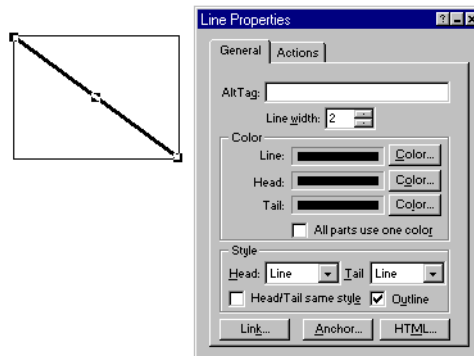 Line Properties
General Actions
AltTag:
Line width: 2
Color
Line: Color...
Head: Color...
Tail: Color...
All parts use one color
Style
Head: Line Tail Line
Head/Tail same style Outline
Link... Anchor... HTML...